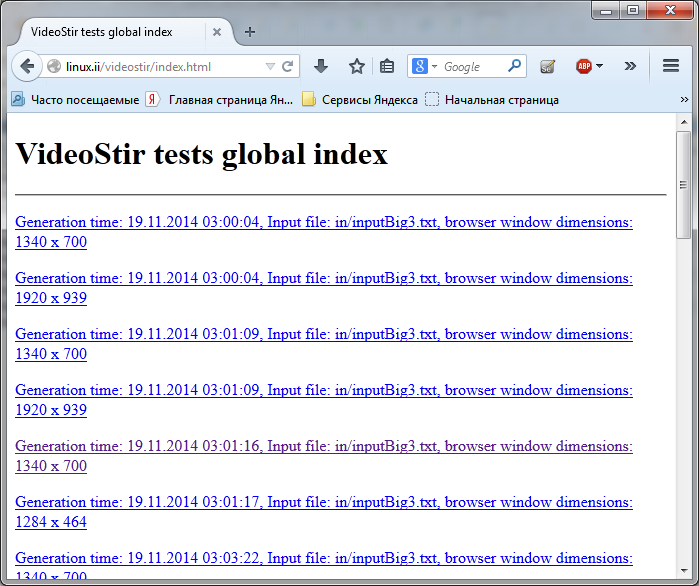 VideoStir tests global index
linux.ii/videostir/index.html
Google
ABP
Часто посещаемые
Главная страница Ян...
Сервисы Яндекса
Начальная страница
VideoStir tests global index
Generation time: 19.11.2014 03:00:04, Input file: in/inputBig3.txt, browser window dimensions:
1340 x 700
Generation time: 19.11.2014 03:00:04, Input file: in/inputBig3.txt, browser window dimensions:
1920 x 939
Generation time: 19.11.2014 03:01:09, Input file: in/inputBig3.txt, browser window dimensions:
1340 x 700
Generation time: 19.11.2014 03:01:09, Input file: in/inputBig3.txt, browser window dimensions:
1920 x 939
Generation time: 19.11.2014 03:01:16, Input file: in/inputBig3.txt, browser window dimensions:
1340 x 700
Generation time: 19.11.2014 03:01:17, Input file: in/inputBig3.txt, browser window dimensions:
1284 x 464
Generation time: 19.11.2014 03:03:22, Input file: in/inputBig3.txt, browser window dimensions:
1340 x 700